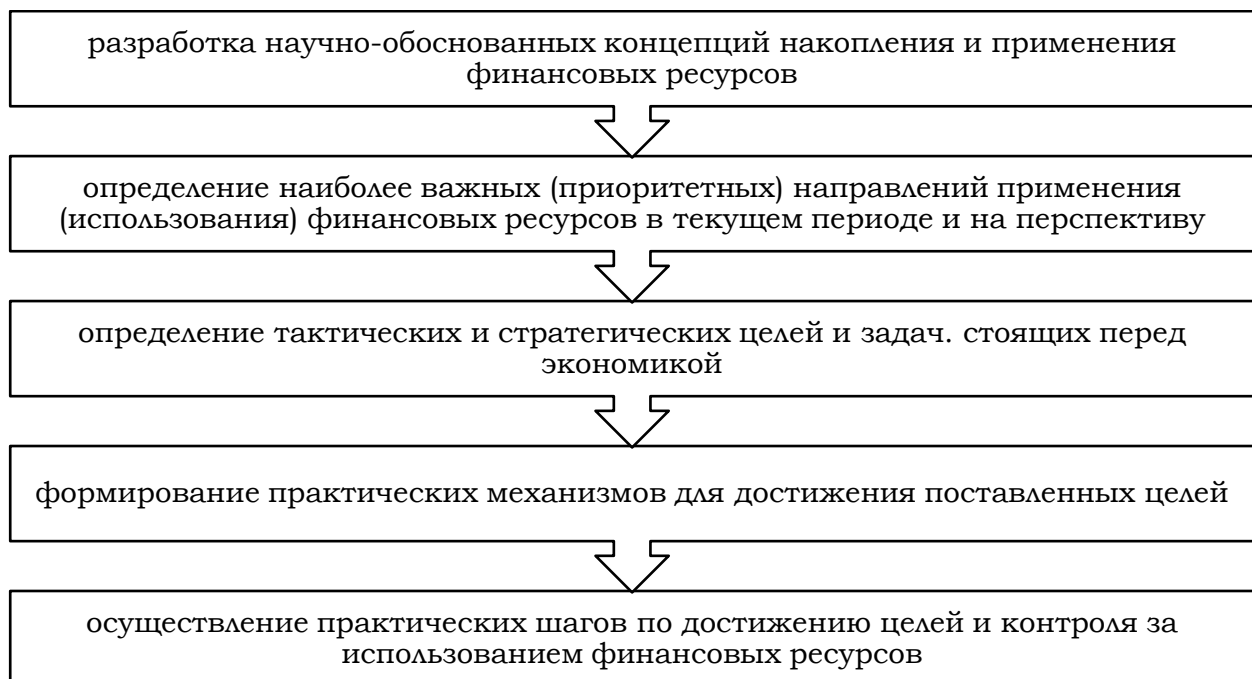 разработка научно-обоснованных концепций накопления и применения
финансовых ресурсов
определение наиболее важных (приоритетных) направлений применения
(использования) финансовых ресурсов в текущем периоде и на перспективу
определение тактических и стратегических целей и задач. стоящих перед
экономикой
формирование практических механизмов для достижения поставленных целей
осуществление практических шагов по достижению целей и контроля за
использованием финансовых ресурсов